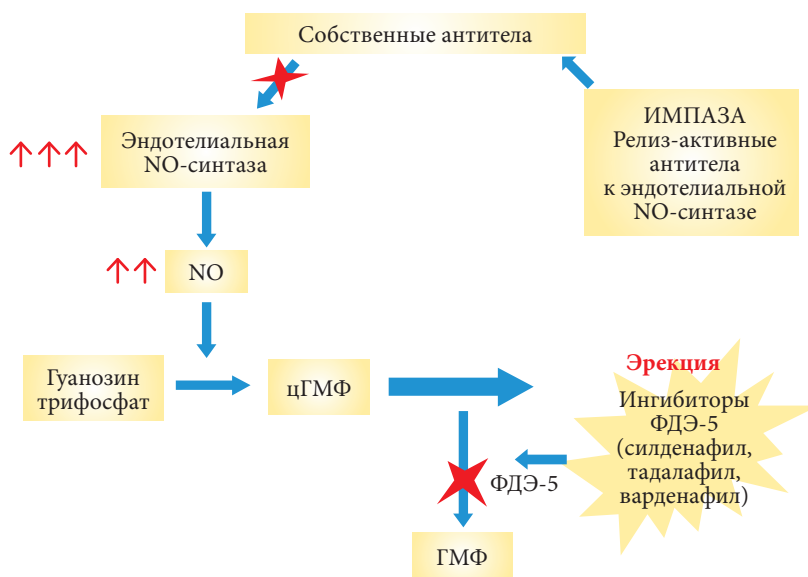 Собственные антитела
ИМПАЗА
Релиз-активные
антитела
к эндотелиальной
NO-синтазе
Эндотелиальная
NO-синтаза
NO
Гуанозин
трифосфат
цГМФ
Эрекция
Ингибиторы
ФДЭ-5
(силденафил,
тадалафил,
варденафил)
ФДЭ-5
ГМФ